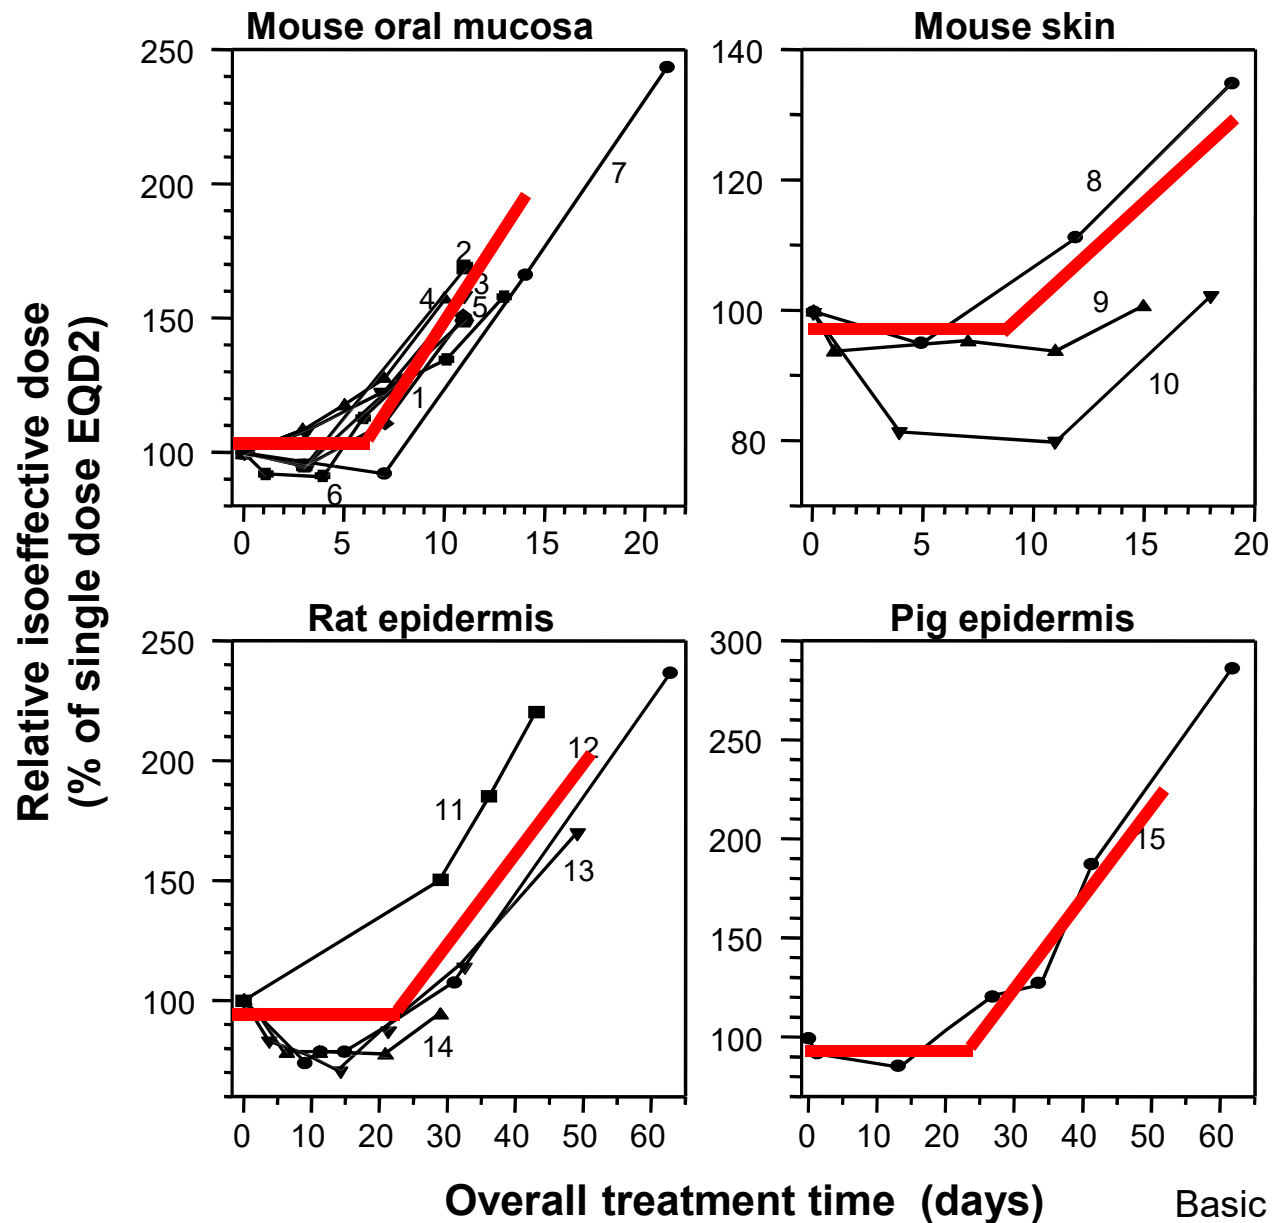 Mouse oral mucosa
Mouse skin
250
200
150
100
0 5 10 15 20
1
2
3
4
5
6
7
140
120
100
80
0 5 10 15 20
8
9
10
Relative isoeffective dose
(% of single dose EQD2)
Rat epidermis
Pig epidermis
250
200
150
100
0 10 20 30 40 50 60
11
12
13
14
300
250
200
150
100
0 10 20 30 40 50 60
15
Overall treatment time (days)
Basic